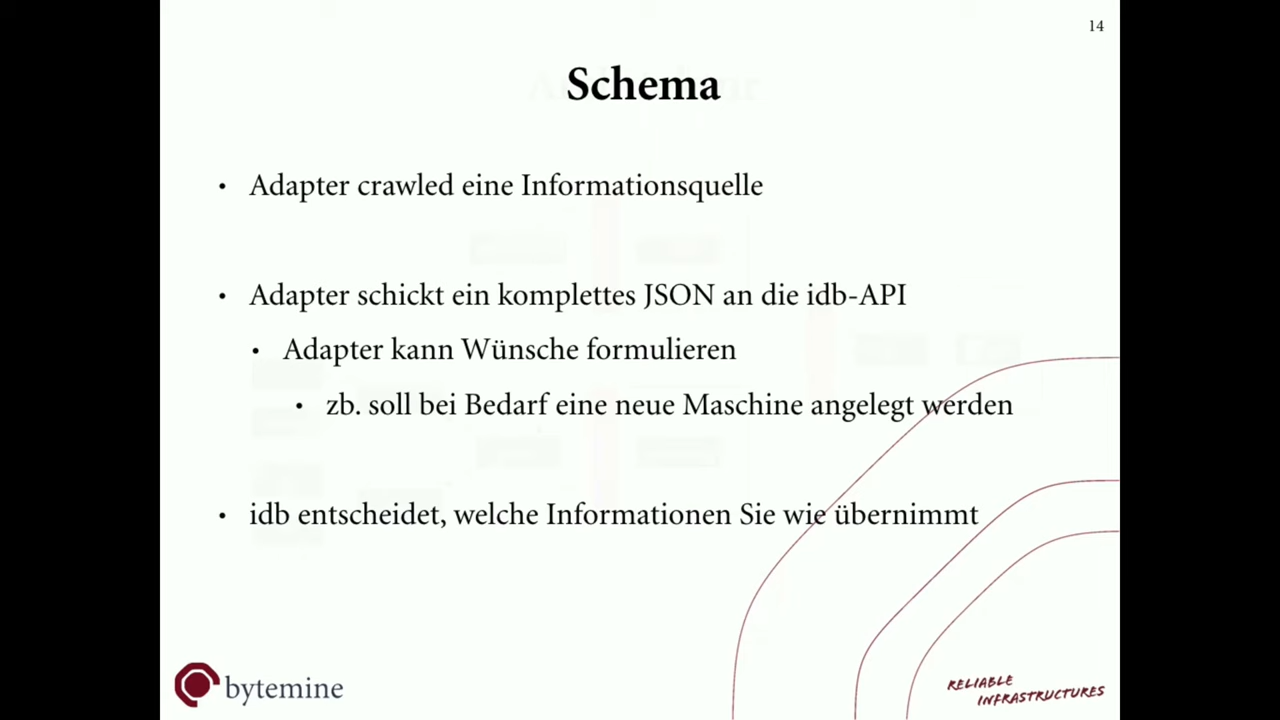 14
Schema
• Adapter crawled eine Informationsquelle
• Adapter schickt ein komplettes JSON an die idb-API
• Adapter kann Wünsche formulieren
• zb. soll bei Bedarf eine neue Maschine angelegt werden
• idb entscheidet, welche Informationen Sie wie übernimmt
bytemine
RELIABLE
INFRASTRUCTURES